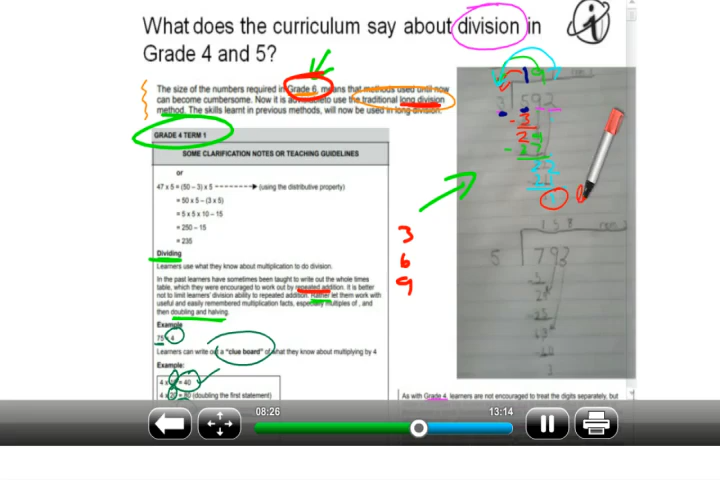 What does the curriculum say about division in
Grade 4 and 5?
The size of the numbers required in Grade 6, means that methods used until now
can become cumbersome. Now it is advisable to use the traditional long division
method. The skills learnt in previous methods, will now be used in long division.
GRADE 4 TERM 1
SOME CLARIFICATION NOTES OR TEACHING GUIDELINES
or
47 x 5 = (50 – 3) x 5 (using the distributive property)
= 50 x 5 – (3 x 5)
= 5 x 5 x 10 – 15
= 250 – 15
= 235
Dividing
Learners use what they know about multiplication to do division.
In the past learners have sometimes been taught to write out the whole times
table, which they were encouraged to work out by repeated addition. It is better
not to limit learners' division ability to repeated addition. Rather let them work with
useful and easily remembered multiplication facts, especially multiples of , and
then doubling and halving.
Example
75 ÷ 4
Learners can write out a "clue board" of what they know about multiplying by 4
Example:
4 x = 40
4 x 20 = 80 (doubling the first statement)
3
6
9
3 592
5 793
As with Grade 4, learners are not encouraged to treat the digits separately, but
08:26
13:14